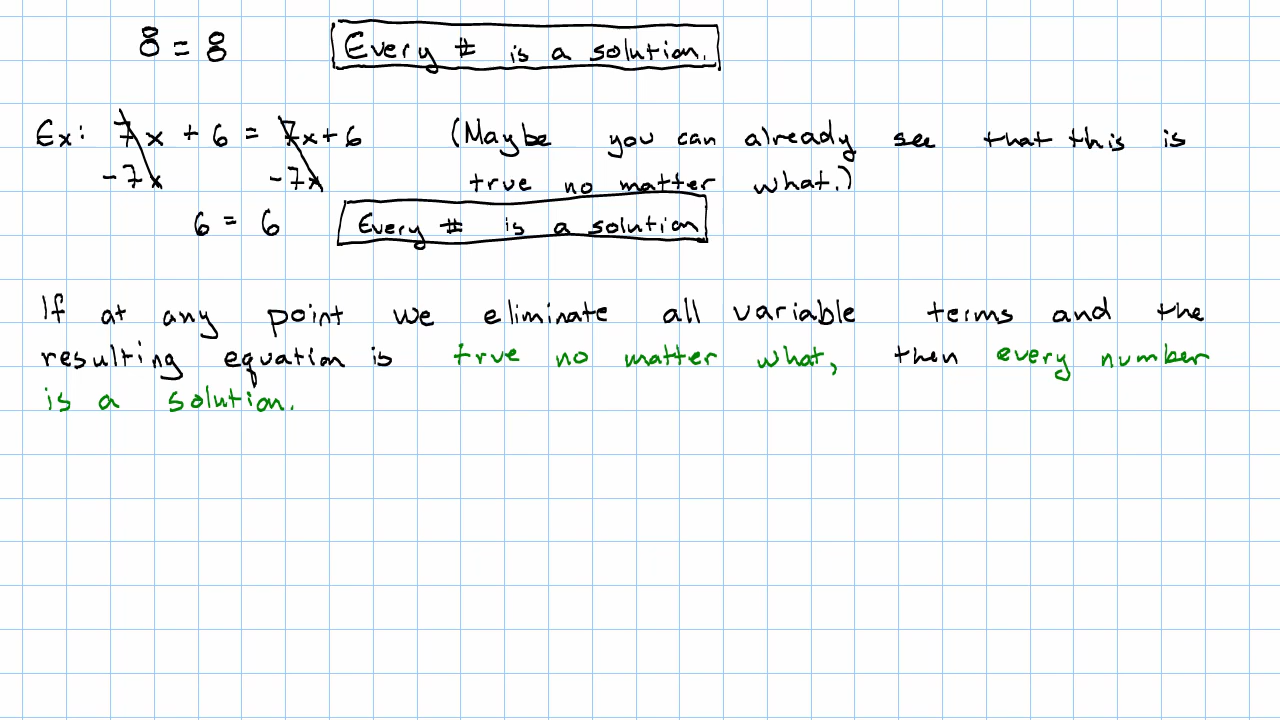 8 = 8 Every # is a solution.
Ex: 7x + 6 = 7x + 6 (Maybe you can already see that this is
-7x -7x true no matter what.)
6 = 6 Every # is a solution
If at any point we eliminate all variable terms and the
resulting equation is true no matter what, then every number
is a solution.